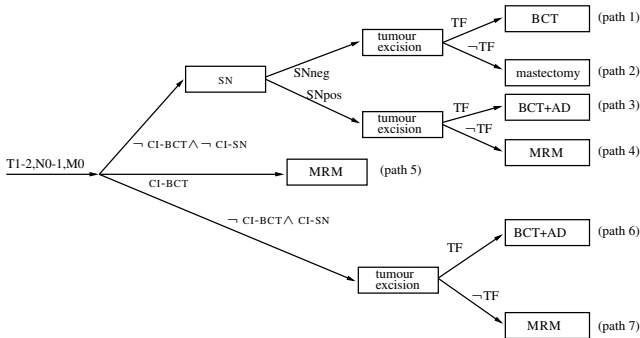 TF
BCT (path 1)
tumour
excision
¬TF
SNneg
mastectomy (path 2)
SN
SNpos
TF
BCT+AD (path 3)
tumour
excision
¬TF
MRM (path 4)
¬ CI-BCT∧¬ CI-SN
T1-2,N0-1,M0
MRM (path 5)
CI-BCT
¬ CI-BCT∧ CI-SN
TF
BCT+AD (path 6)
tumour
excision
¬TF
MRM (path 7)